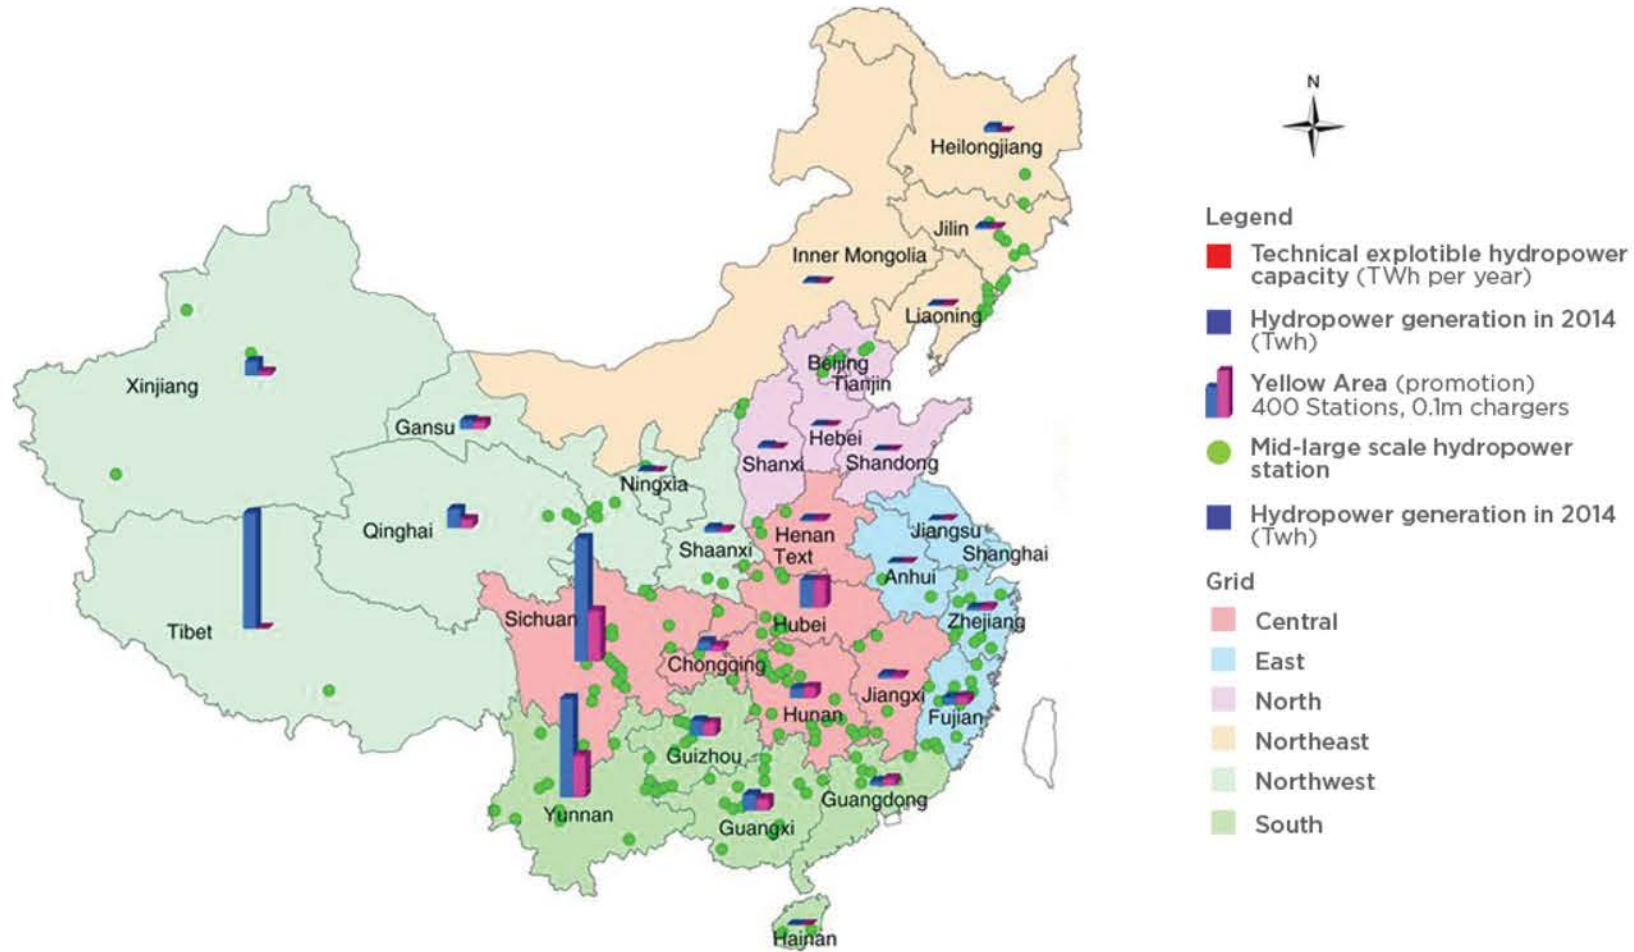 N
Heilongjiang
Jilin
Inner Mongolia
Liaoning
Beijing
Tianjin
Xinjiang
Gansu
Hebei
Shanxi
Shandong
Ningxia
Qinghai
Henan
Jiangsu
Text
Shaanxi
Shanghai
Anhui
Sichuan
Tibet
Hubei
Zhejiang
Chongqing
Jiangxi
Hunan
Fujian
Guizhou
Guangdong
Yunnan
Guangxi
Hainan
Legend
Technical explotible hydropower
capacity (TWh per year)
Hydropower generation in 2014
(Twh)
Yellow Area (promotion)
400 Stations, 0.1m chargers
Mid-large scale hydropower
station
Hydropower generation in 2014
(Twh)
Grid
Central
East
North
Northeast
Northwest
South